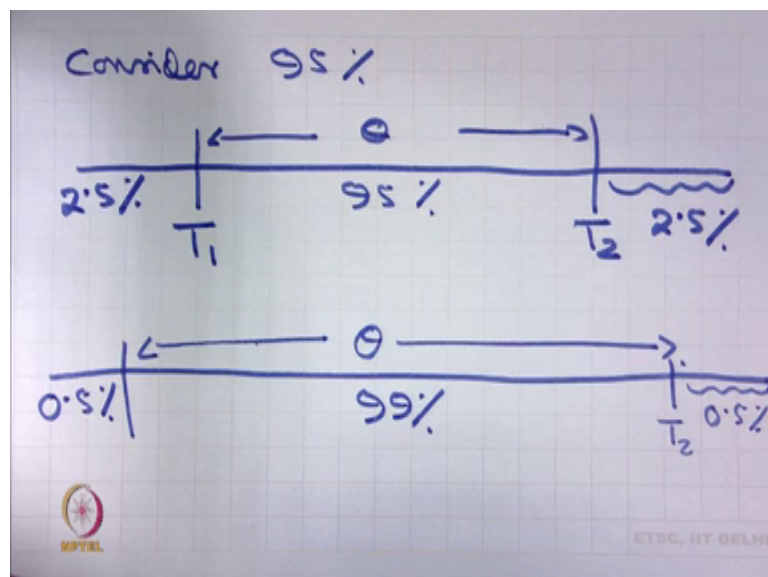 Consider 95%
θ
2.5% 95% 2.5%
T1 T2
θ
0.5% 99% 0.5%
T2
NPTEL
ETSC, IIT DELHI